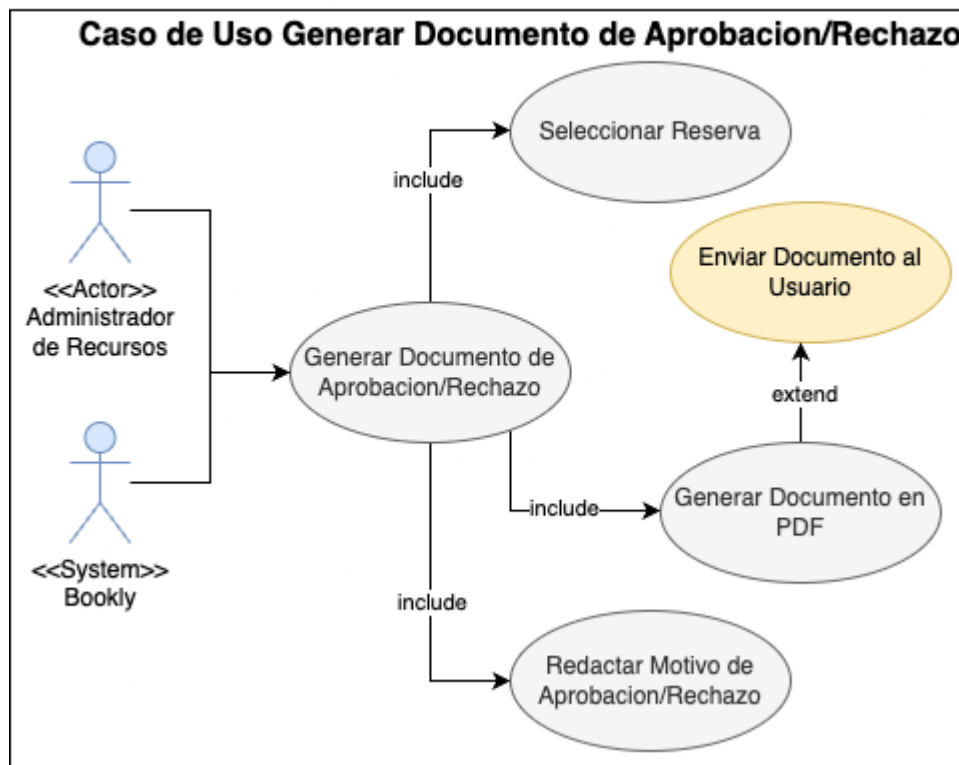 Caso de Uso Generar Documento de Aprobacion/Rechazo
Seleccionar Reserva
include
<<Actor>>
Administrador
de Recursos
Enviar Documento al
Usuario
Generar Documento de
Aprobacion/Rechazo
extend
Generar Documento en
PDF
include
<<System>>
Bookly
include
Redactar Motivo de
Aprobacion/Rechazo